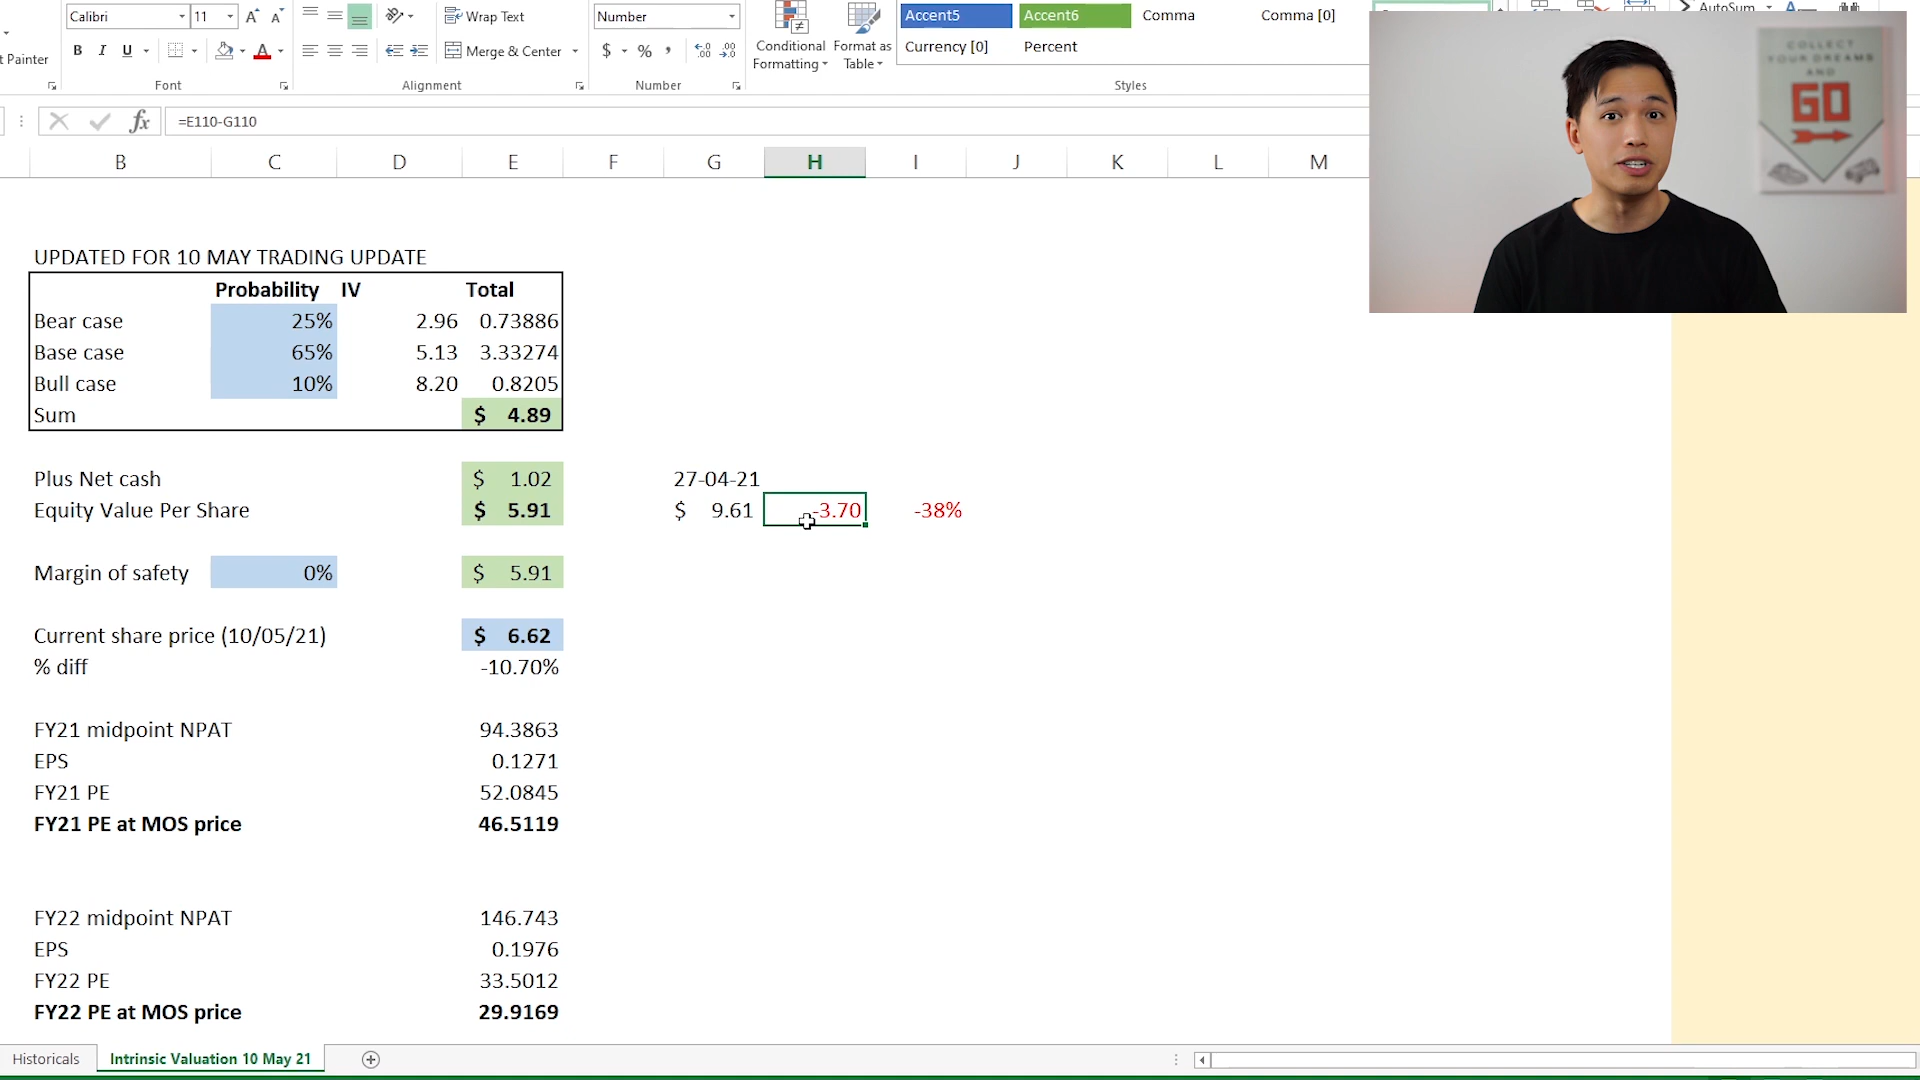 Calibri 11 Wrap Text Number Accent5 Accent6 Comma Comma [0] AutoSum
t Painter B I U Merge & Center $ % Conditional Formatting Format as Table Currency [0] Percent
Font Alignment Number Styles
fx =E110-G110
B C D E F G H I J K L M
COLLECT
YOUR DREAMS
AND
GO
UPDATED FOR 10 MAY TRADING UPDATE
Probability IV Total
Bear case 25% 2.96 0.73886
Base case 65% 5.13 3.33274
Bull case 10% 8.20 0.8205
Sum $ 4.89
Plus Net cash $ 1.02 27-04-21
Equity Value Per Share $ 5.91 $ 9.61 -3.70 -38%
Margin of safety 0% $ 5.91
Current share price (10/05/21) $ 6.62
% diff -10.70%
FY21 midpoint NPAT 94.3863
EPS 0.1271
FY21 PE 52.0845
FY21 PE at MOS price 46.5119
FY22 midpoint NPAT 146.743
EPS 0.1976
FY22 PE 33.5012
FY22 PE at MOS price 29.9169
Historicals Intrinsic Valuation 10 May 21